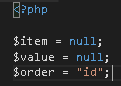 <?php
$item = null;
$value = null;
$order = "id";